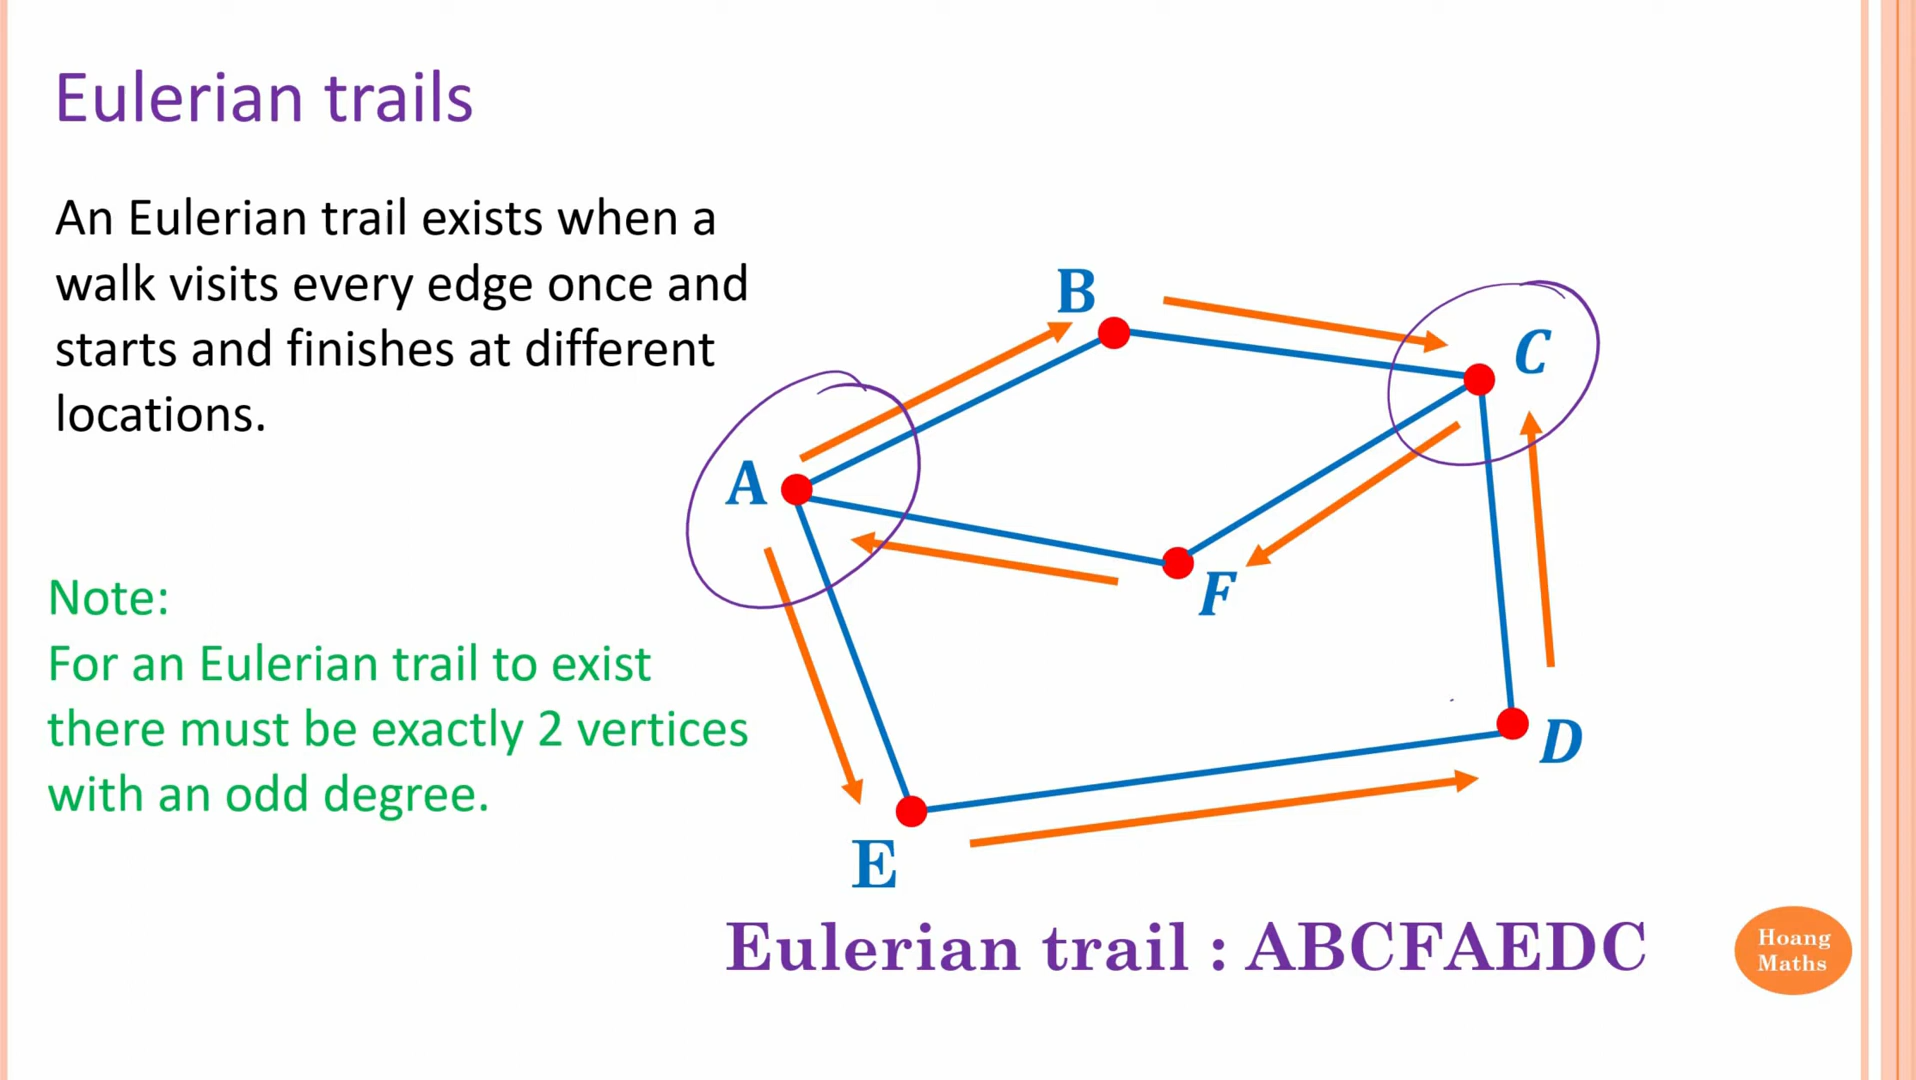 Eulerian trails
An Eulerian trail exists when a
walk visits every edge once and
starts and finishes at different
locations.
Note:
For an Eulerian trail to exist
there must be exactly 2 vertices
with an odd degree.
B
C
A
F
D
E
Eulerian trail : ABCFAEDC
Hoang
Maths